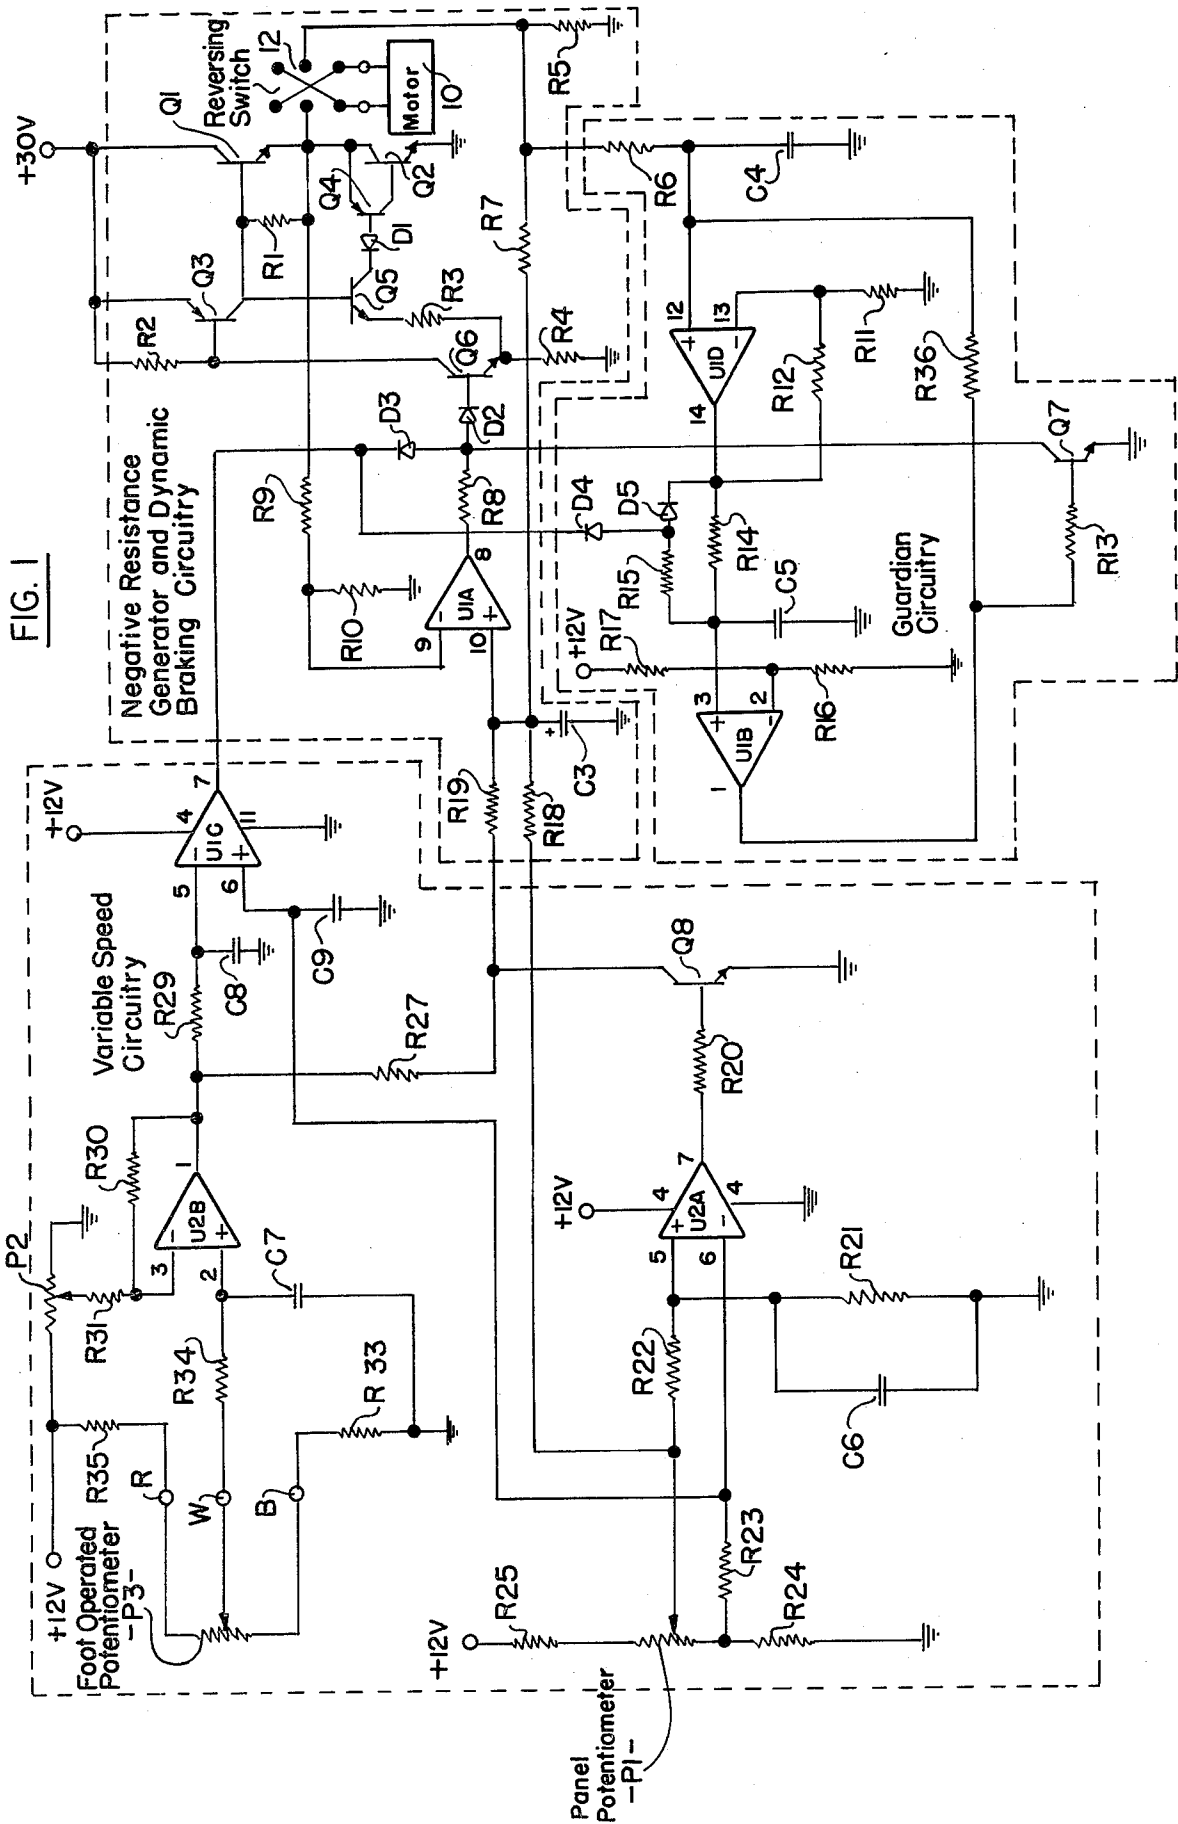 FIG. 1
+30V
Negative Resistance
Generator and Dynamic
Braking Circuitry
Reversing
Switch
12
Q1
Motor
10
R5
Q3
R2
R1
Q4
Q2
D1
Q5
R3
R7
Q6
R4
D3
D2
R9
R8
R10
9
10
-
+
U1A
8
R6
C4
12
13
+
-
U1D
14
R11
R12
R36
D4
D5
R14
R15
C5
+12V
R17
3
2
+
-
U1B
1
R16
Guardian
Circuitry
R13
Q7
+
C3
R19
R18
+12V
4
7
-
+
U1C
11
5
6
Variable Speed
Circuitry
R29
C8
C9
R27
P2
R30
R31
1
U2B
-
+
3
2
C7
R34
R 33
R35
R
W
B
+12V
Foot Operated
Potentiometer
-P3-
Q8
R20
+12V
4
7
+
U2A
-
4
5
6
R21
R22
C6
R23
R24
R25
+12V
Panel
Potentiometer
-P1-